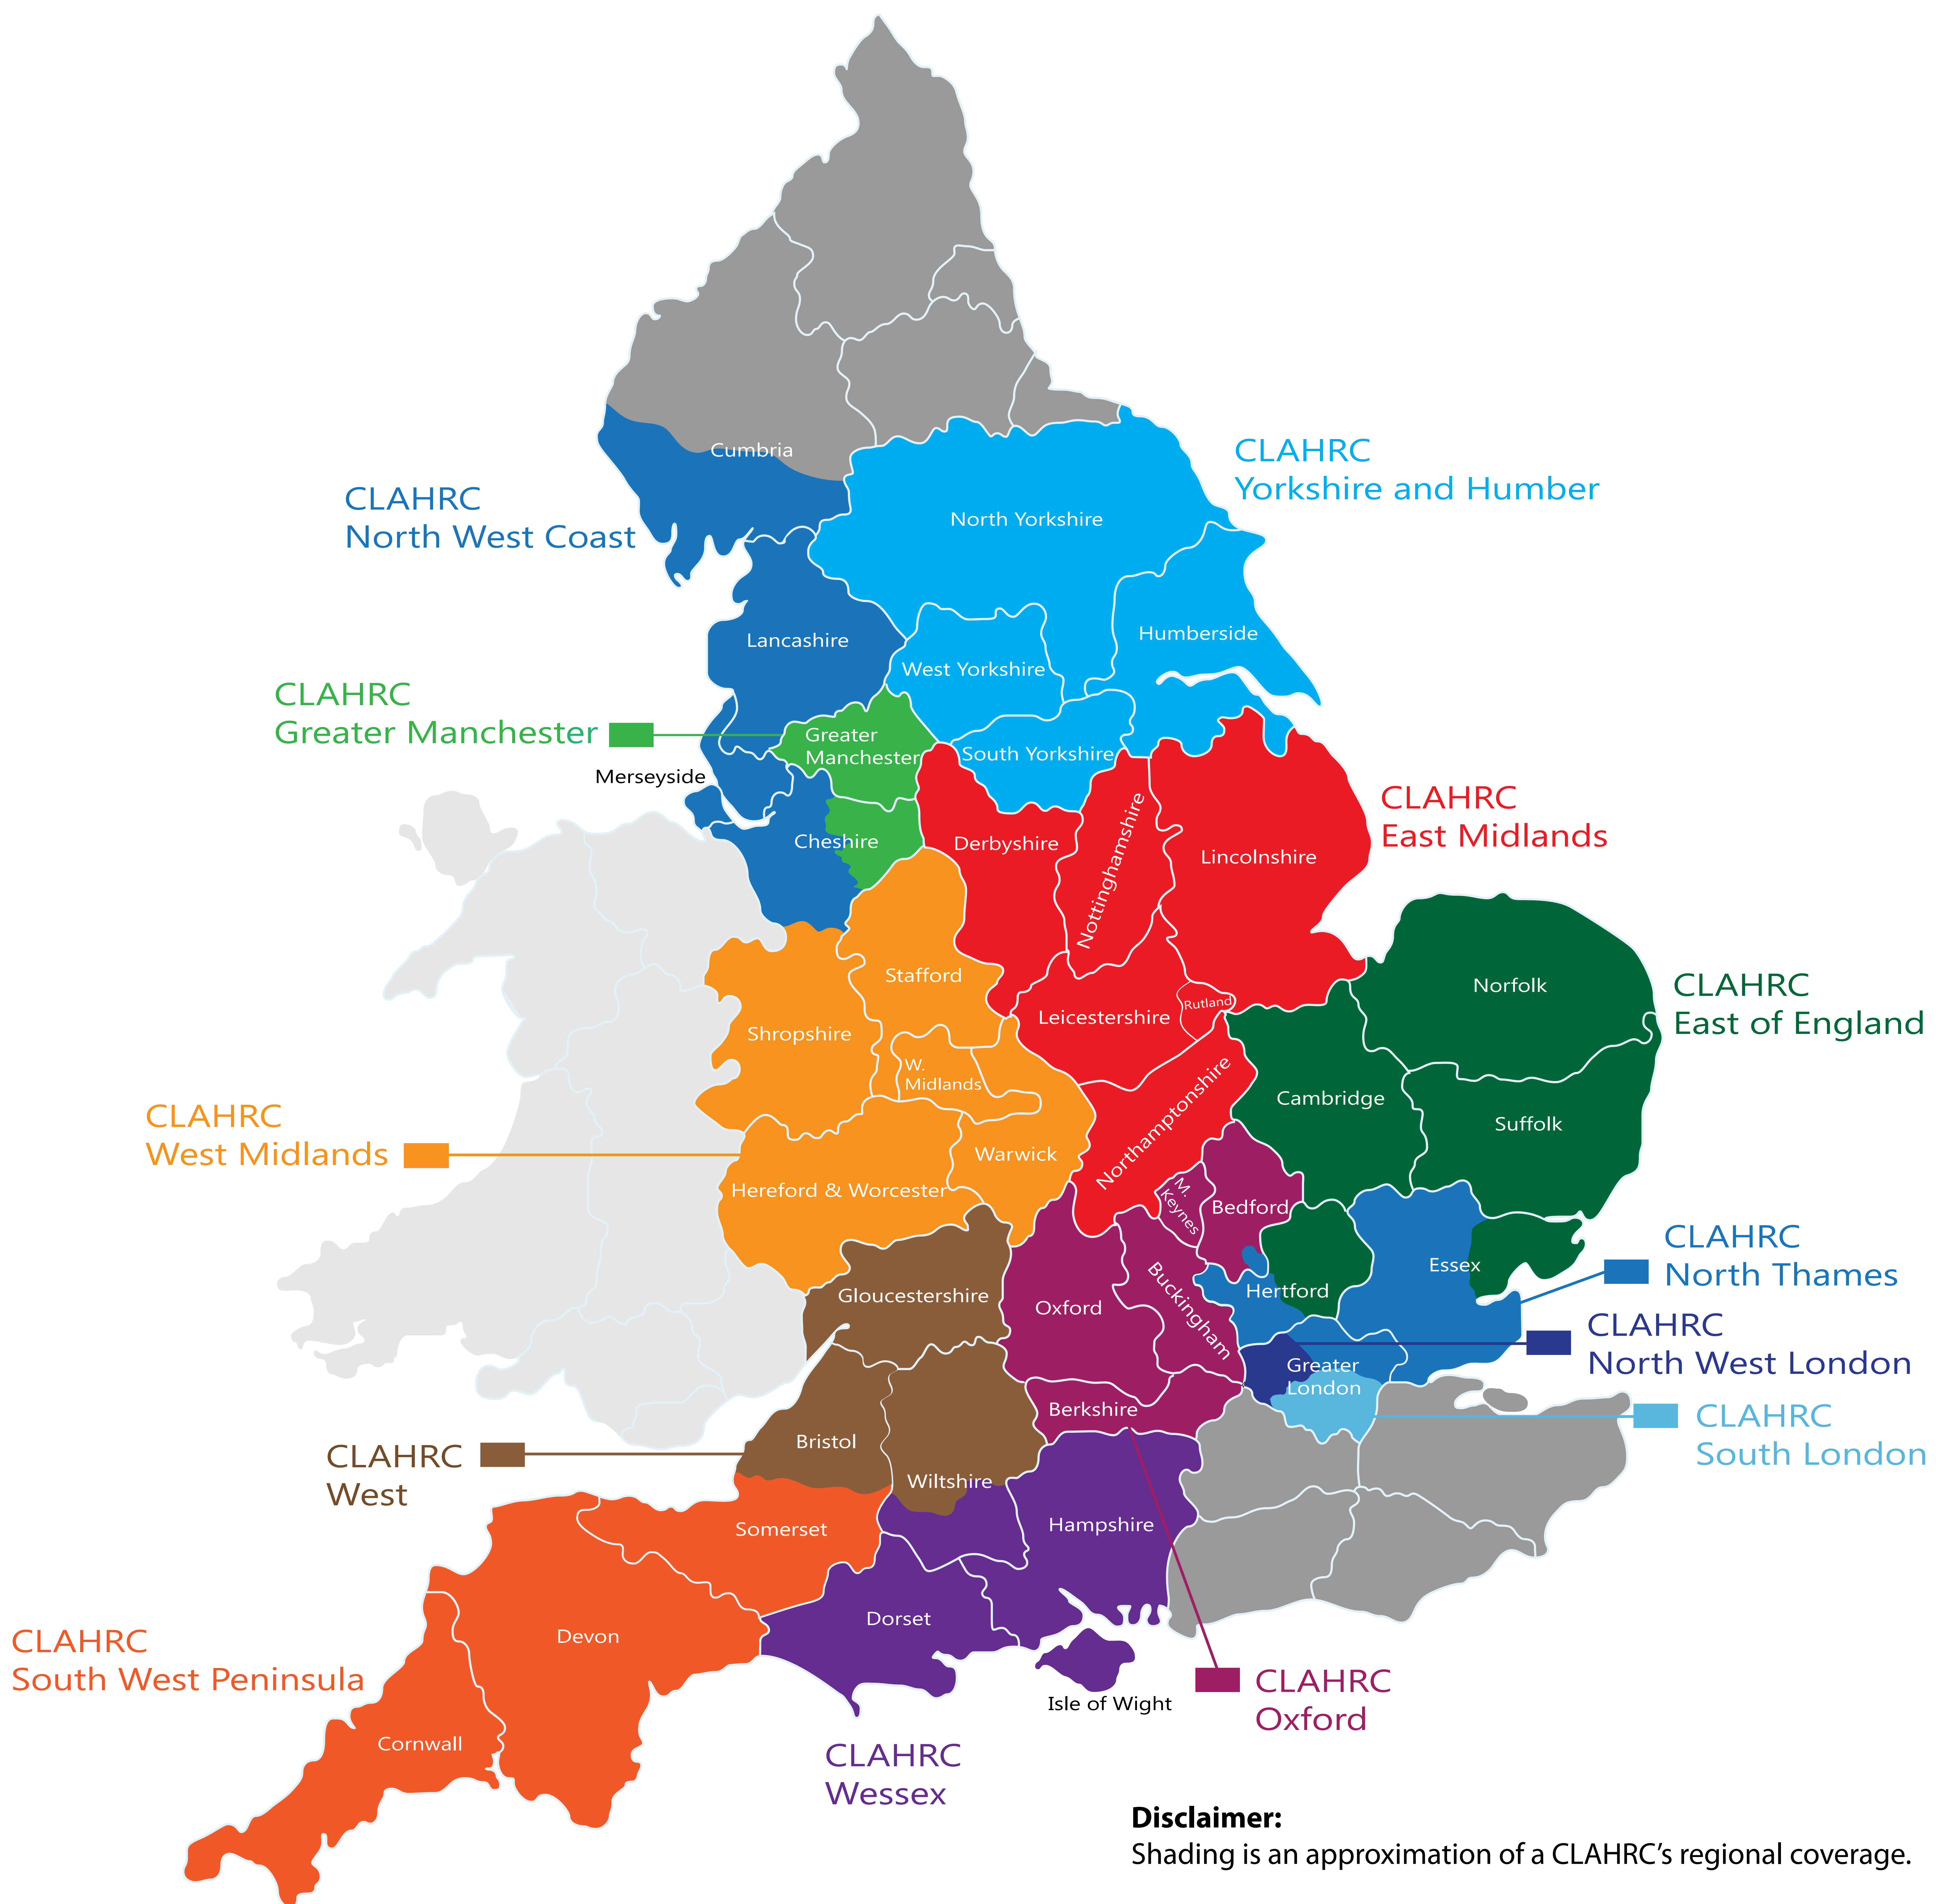 Cumbria
CLAHRC
Yorkshire and Humber
CLAHRC
North West Coast
North Yorkshire
Humberside
Lancashire
West Yorkshire
CLAHRC
Greater Manchester
Greater
Manchester
South Yorkshire
Merseyside
CLAHRC
East Midlands
Cheshire
Derbyshire
Nottinghamshire
Lincolnshire
Stafford
Norfolk
CLAHRC
East of England
Rutland
Leicestershire
Shropshire
W.
Midlands
Cambridge
Suffolk
CLAHRC
West Midlands
Northamptonshire
Warwick
Hereford & Worcester
M.
Keynes
Bedford
CLAHRC
North Thames
Essex
Hertford
Gloucestershire
Oxford
Buckingham
CLAHRC
North West London
Greater
London
Berkshire
CLAHRC
South London
Bristol
CLAHRC
West
Wiltshire
Somerset
Hampshire
Dorset
Devon
CLAHRC
South West Peninsula
CLAHRC
Oxford
Isle of Wight
Cornwall
CLAHRC
Wessex
Disclaimer:
Shading is an approximation of a CLAHRC’s regional coverage.